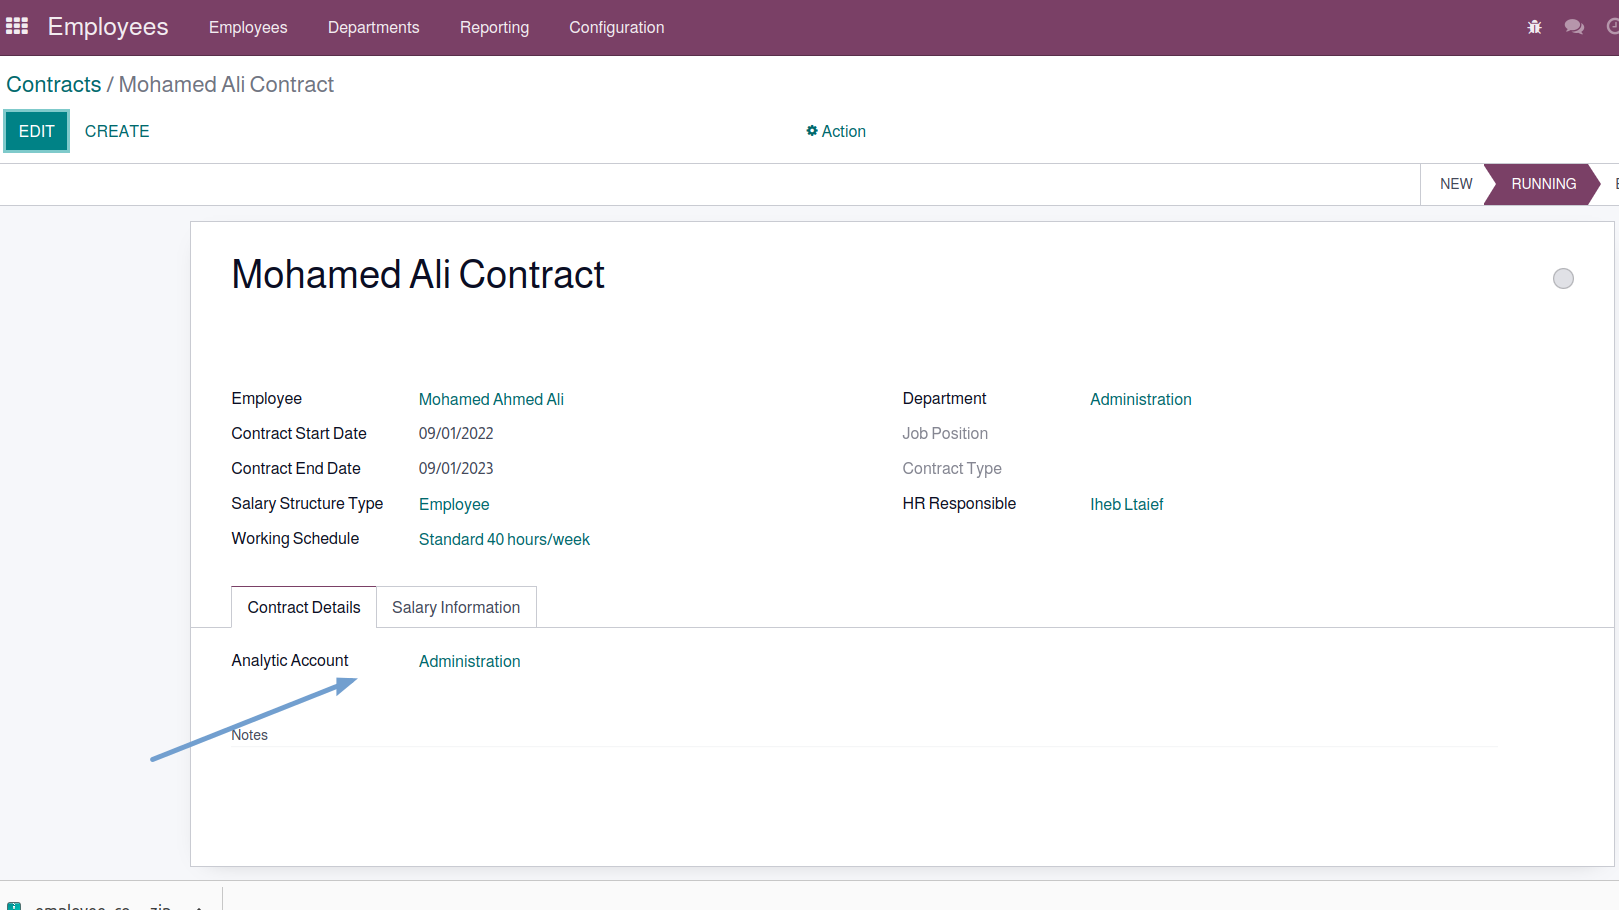 Employees Employees Departments Reporting Configuration
Contracts / Mohamed Ali Contract
EDIT CREATE Action
NEW RUNNING
Mohamed Ali Contract
Employee Mohamed Ahmed Ali Department Administration
Contract Start Date 09/01/2022 Job Position
Contract End Date 09/01/2023 Contract Type
Salary Structure Type Employee HR Responsible Iheb Ltaief
Working Schedule Standard 40 hours/week
Contract Details Salary Information
Analytic Account Administration
Notes